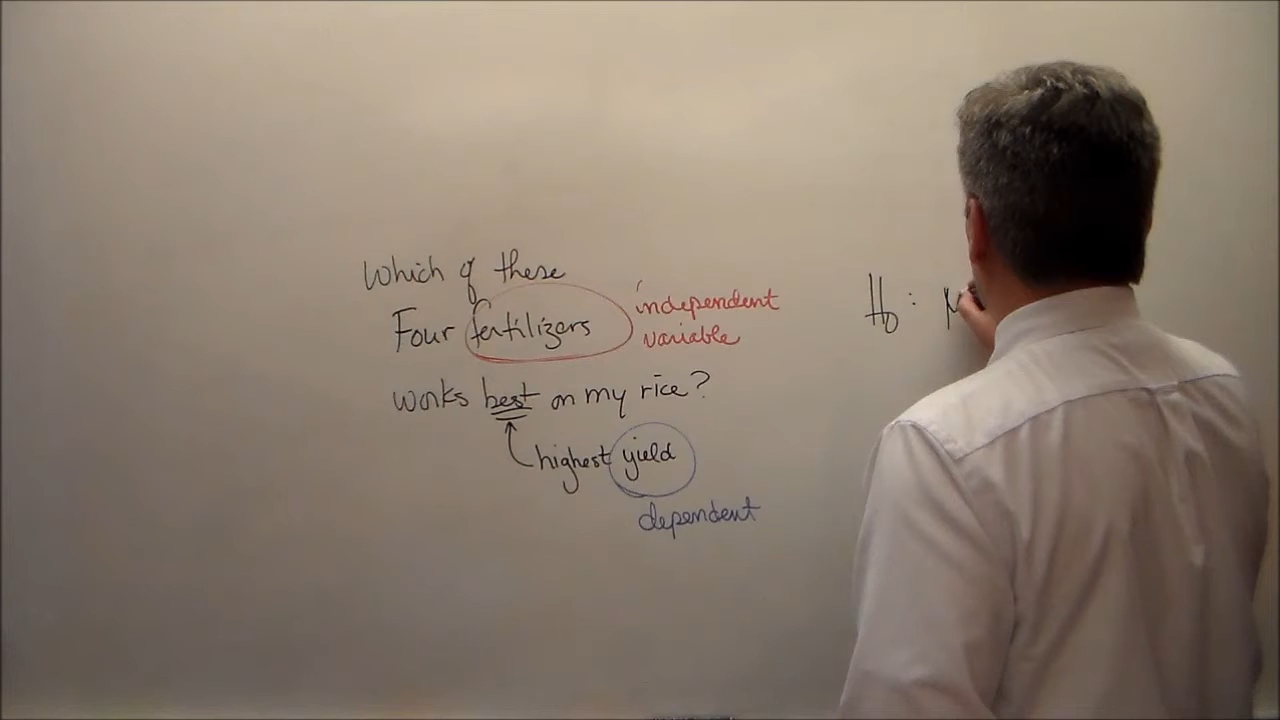 Which of these
Four fertilizers
independent
variable
works best on my rice?
highest yield
dependent
H₀: μ